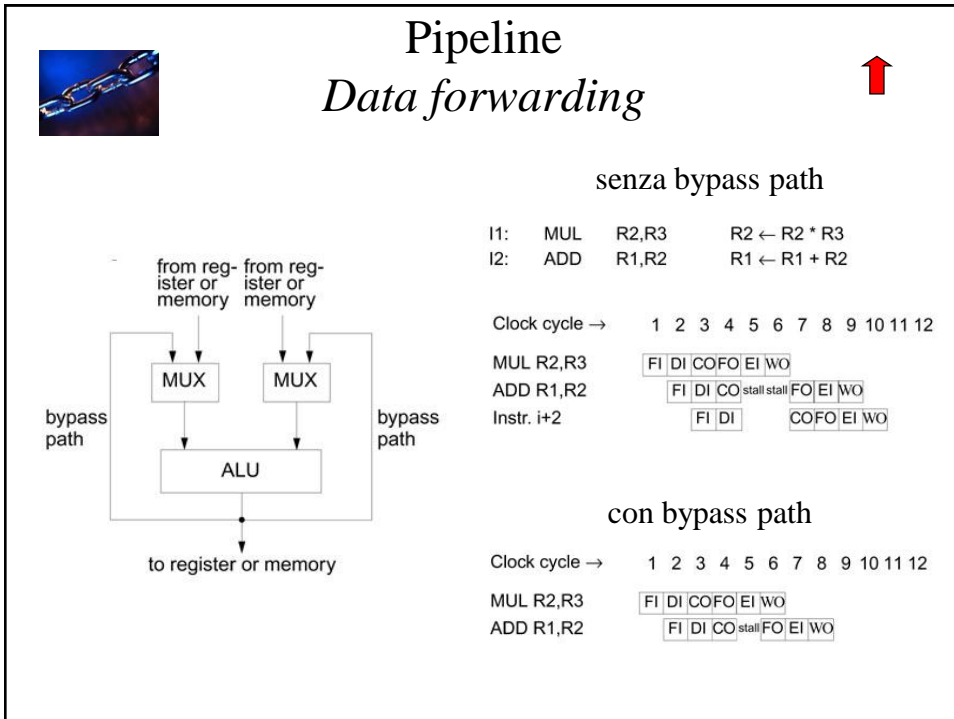 Pipeline
Data forwarding
senza bypass path
I1: MUL R2,R3 R2 ← R2 * R3
I2: ADD R1,R2 R1 ← R1 + R2
Clock cycle → 1 2 3 4 5 6 7 8 9 10 11 12
MUL R2,R3 FI DI CO FO EI WO
ADD R1,R2 FI DI CO stall stall FO EI WO
Instr. i+2 FI DI CO FO EI WO
from reg- from reg-
ister or ister or
memory memory
MUX MUX
bypass bypass
path path
ALU
to register or memory
con bypass path
Clock cycle → 1 2 3 4 5 6 7 8 9 10 11 12
MUL R2,R3 FI DI CO FO EI WO
ADD R1,R2 FI DI CO stall FO EI WO